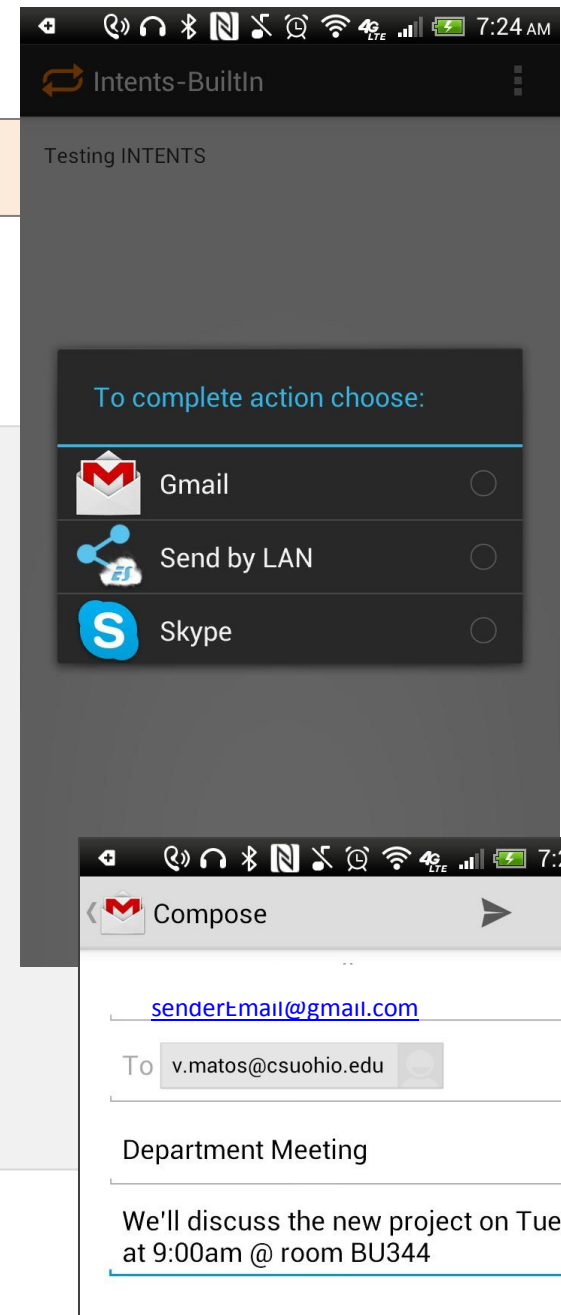 7:24 AM
Intents-BuiltIn
Testing INTENTS
To complete action choose:
Gmail
Send by LAN
Skype
4G LTE
Compose
senderEmail@gmail.com
To v.matos@csuohio.edu
Department Meeting
We'll discuss the new project on Tue
at 9:00am @ room BU344